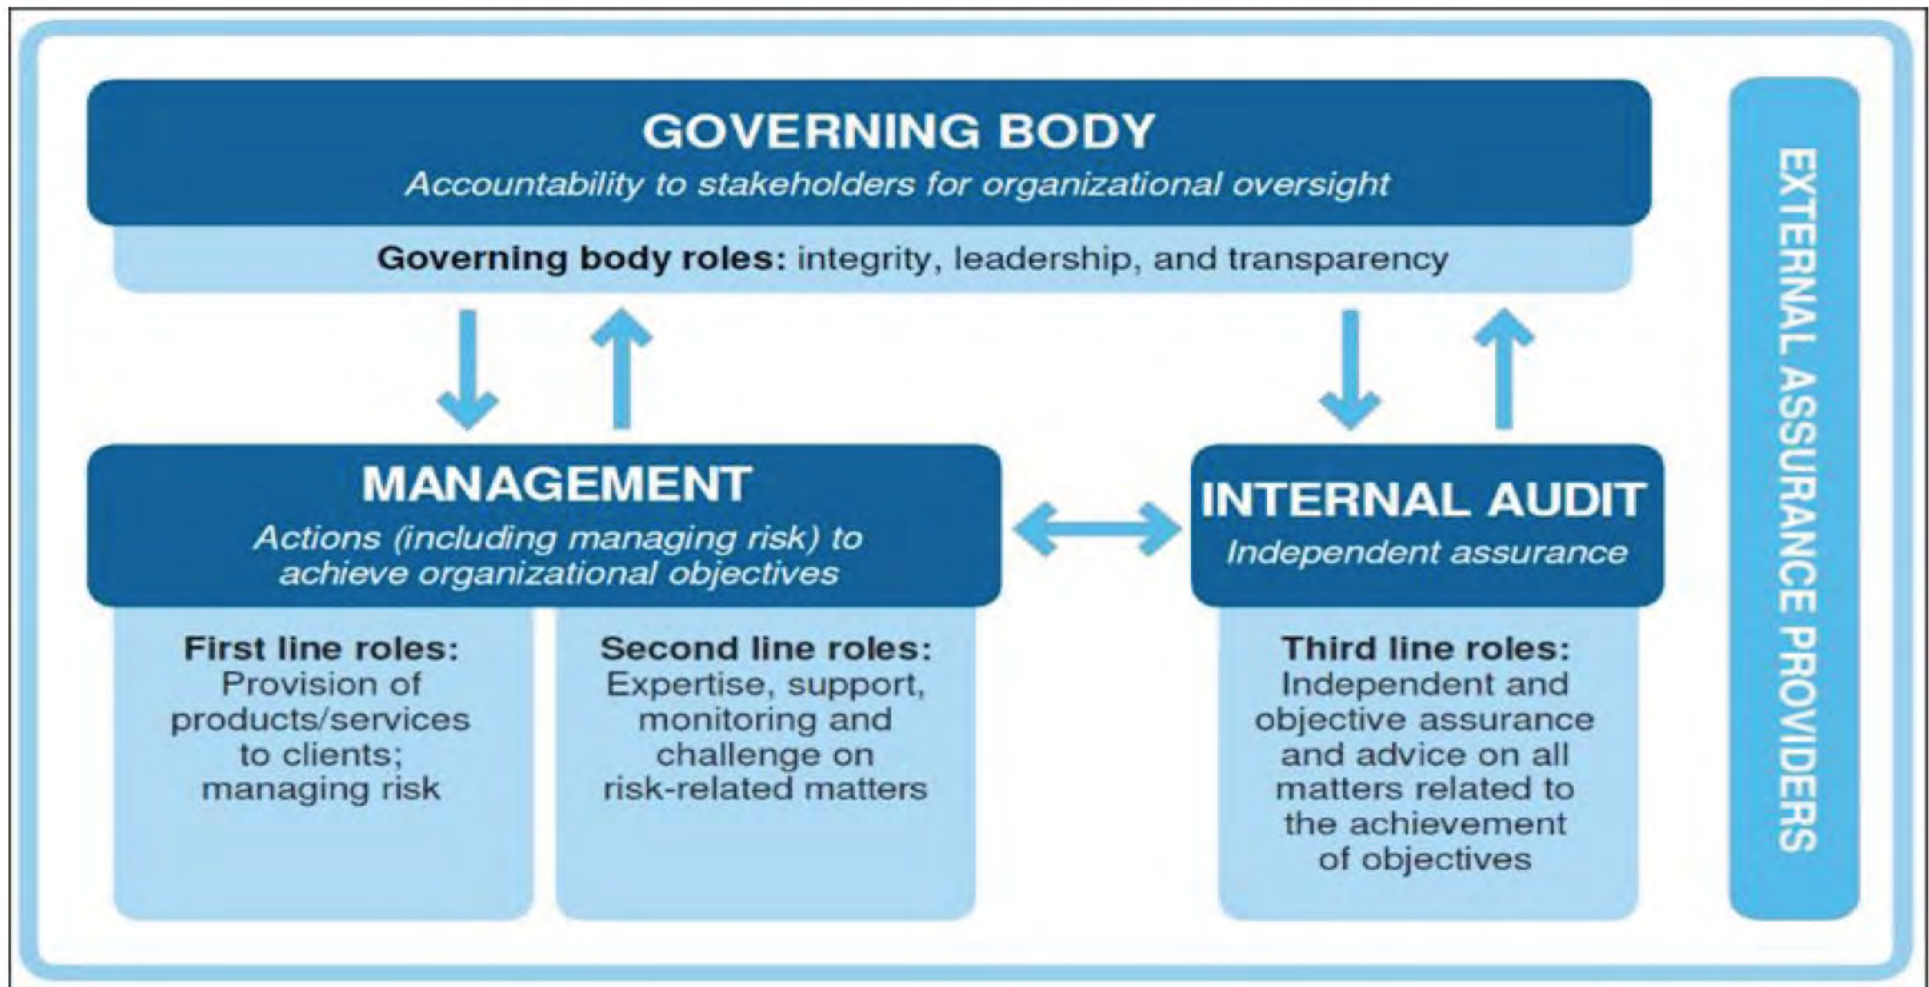 GOVERNING BODY
Accountability to stakeholders for organizational oversight
Governing body roles: integrity, leadership, and transparency
MANAGEMENT
Actions (including managing risk) to
achieve organizational objectives
First line roles:
Provision of
products/services
to clients;
managing risk
Second line roles:
Expertise, support,
monitoring and
challenge on
risk-related matters
INTERNAL AUDIT
Independent assurance
Third line roles:
Independent and
objective assurance
and advice on all
matters related to
the achievement
of objectives
EXTERNAL ASSURANCE PROVIDERS